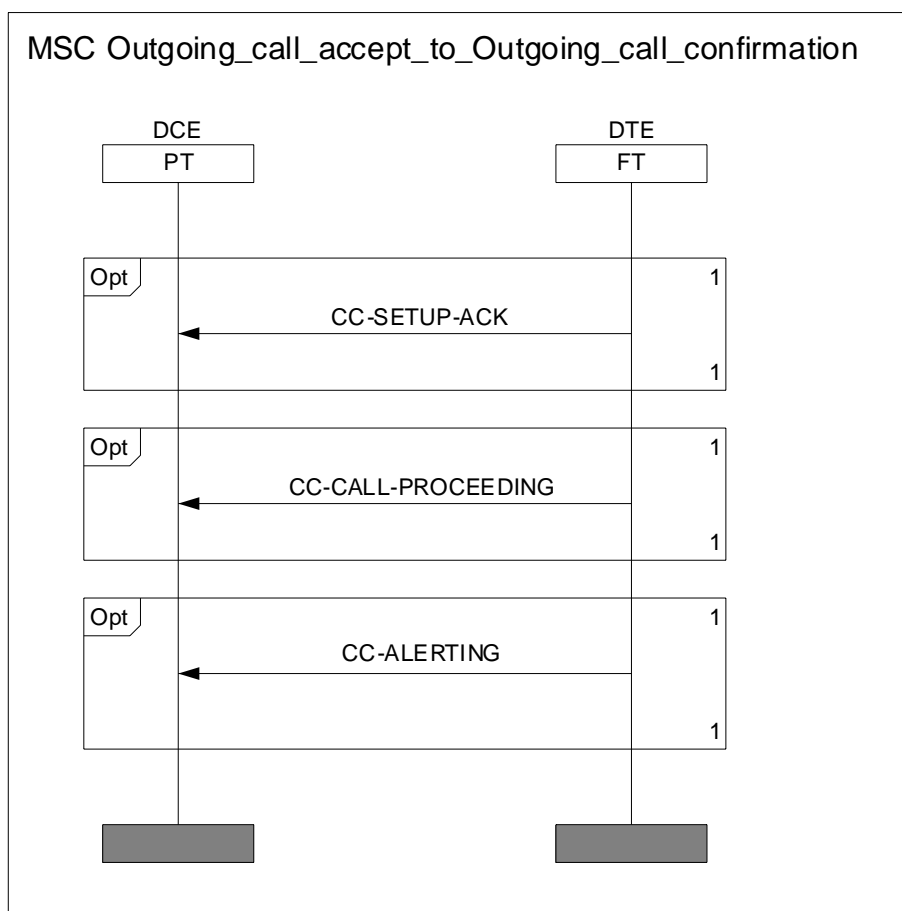 MSC Outgoing_call_accept_to_Outgoing_call_confirmation
DCE DTE
PT FT
Opt 1
CC-SETUP-ACK
1
Opt 1
CC-CALL-PROCEEDING
1
Opt 1
CC-ALERTING
1